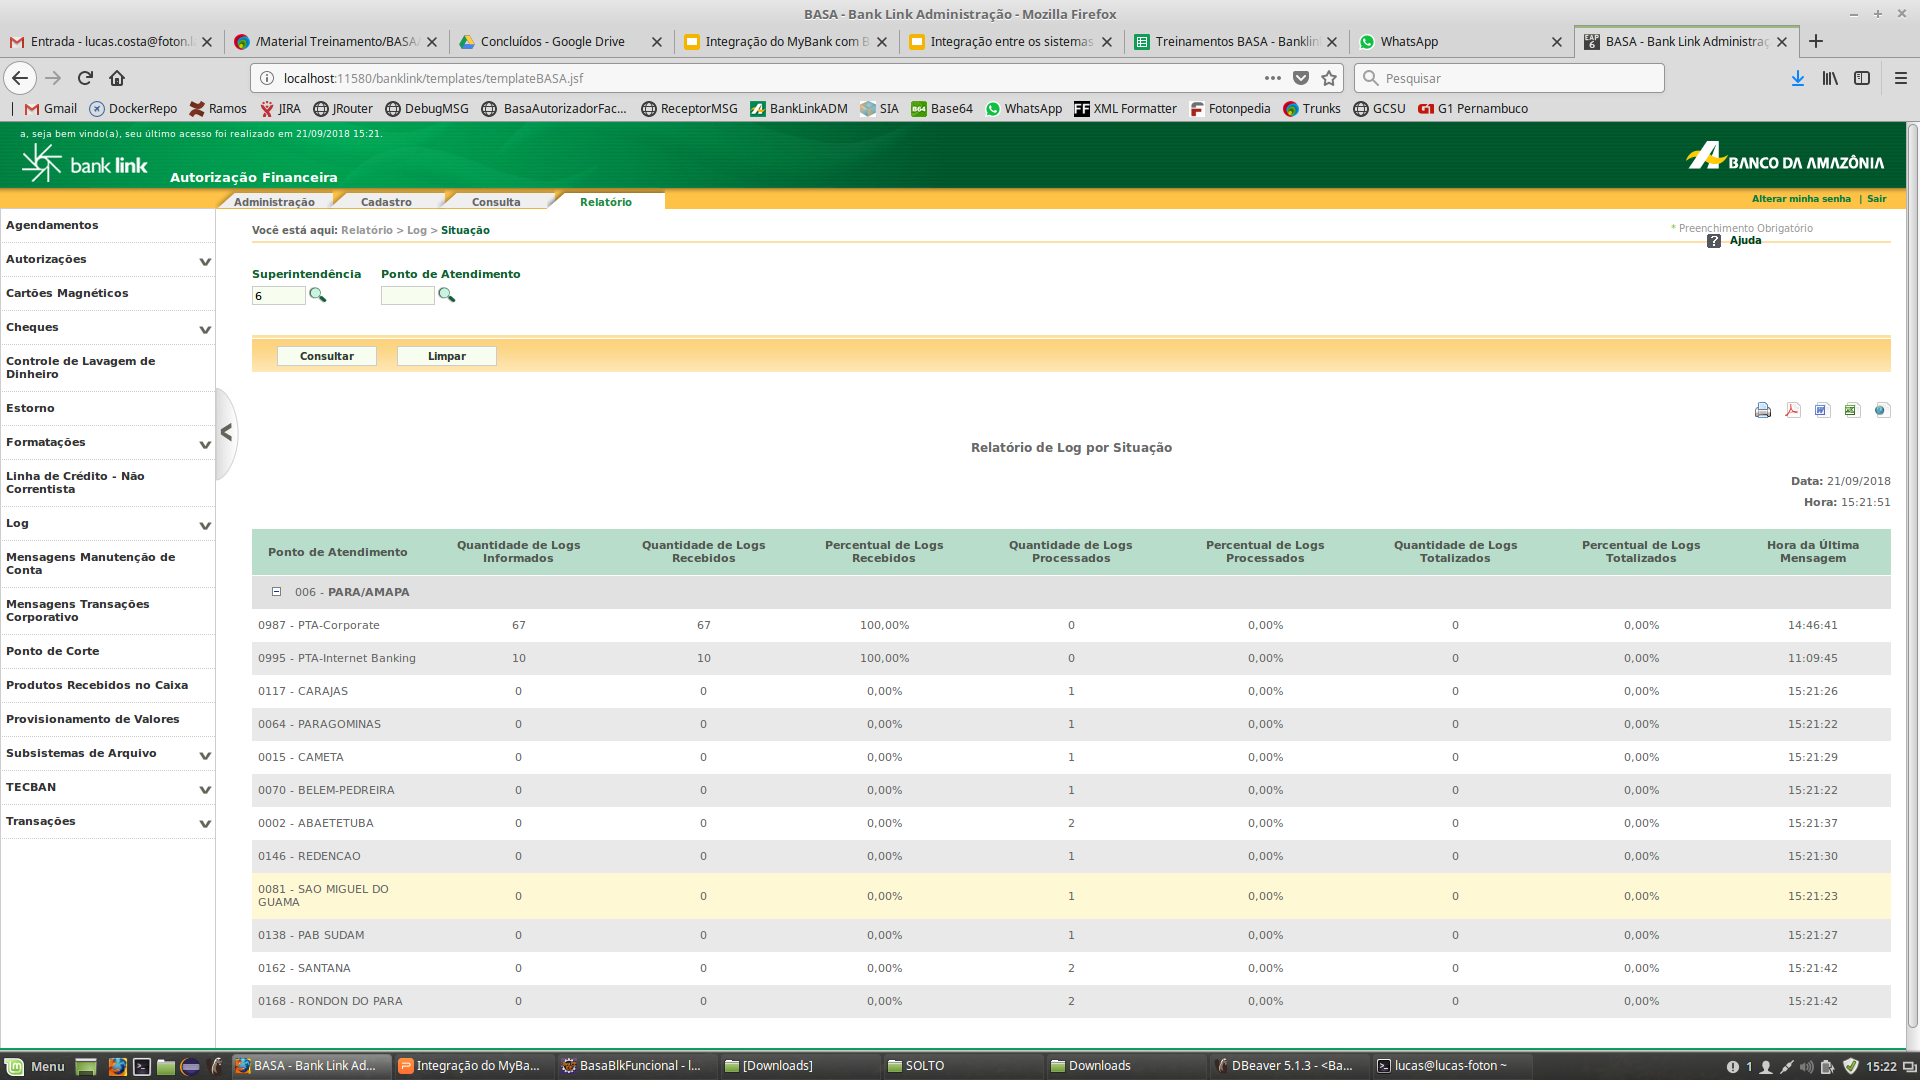 BASA - Bank Link Administração - Mozilla Firefox
Entrada - lucas.costa@foton.
/Material Treinamento/BASA
Concluídos - Google Drive
Integração do MyBank com B
Integração entre os sistemas
Treinamentos BASA - Banklin
WhatsApp
BASA - Bank Link Administraç
localhost:11580/banklink/templates/templateBASA.jsf
Pesquisar
Gmail DockerRepo Ramos JIRA JRouter DebugMSG BasaAutorizadorFac... ReceptorMSG BankLinkADM SIA Base64 WhatsApp XML Formatter Fotonpedia Trunks GCSU G1 Pernambuco
a, seja bem vindo(a), seu último acesso foi realizado em 21/09/2018 15:21.
bank link
Autorização Financeira
BANCO DA AMAZÔNIA
Administração Consulta Cadastro Relatório
Alterar minha senha | Sair
Você está aqui: Relatório > Log > Situação
* Preenchimento Obrigatório
? Ajuda
Agendamentos
Autorizações
Cartões Magnéticos
Cheques
Controle de Lavagem de
Dinheiro
Estorno
Formatações
Linha de Crédito - Não
Correntista
Log
Mensagens Manutenção de
Conta
Mensagens Transações
Corporativo
Ponto de Corte
Produtos Recebidos no Caixa
Provisionamento de Valores
Subsistemas de Arquivo
TECBAN
Transações
Superintendência Ponto de Atendimento
6
Consultar Limpar
Relatório de Log por Situação
Data: 21/09/2018
Hora: 15:21:51
Ponto de Atendimento | Quantidade de Logs Informados | Quantidade de Logs Recebidos | Percentual de Logs Recebidos | Quantidade de Logs Processados | Percentual de Logs Processados | Quantidade de Logs Totalizados | Percentual de Logs Totalizados | Hora da Última Mensagem
006 - PARA/AMAPA
0987 - PTA-Corporate 67 67 100,00% 0 0,00% 0 0,00% 14:46:41
0995 - PTA-Internet Banking 10 10 100,00% 0 0,00% 0 0,00% 11:09:45
0117 - CARAJAS 0 0 0,00% 1 0,00% 0 0,00% 15:21:26
0064 - PARAGOMINAS 0 0 0,00% 1 0,00% 0 0,00% 15:21:22
0015 - CAMETA 0 0 0,00% 1 0,00% 0 0,00% 15:21:29
0070 - BELEM-PEDREIRA 0 0 0,00% 1 0,00% 0 0,00% 15:21:22
0002 - ABAETETUBA 0 0 0,00% 2 0,00% 0 0,00% 15:21:37
0146 - REDENCAO 0 0 0,00% 1 0,00% 0 0,00% 15:21:30
0081 - SAO MIGUEL DO GUAMA 0 0 0,00% 1 0,00% 0 0,00% 15:21:23
0138 - PAB SUDAM 0 0 0,00% 1 0,00% 0 0,00% 15:21:27
0162 - SANTANA 0 0 0,00% 2 0,00% 0 0,00% 15:21:42
0168 - RONDON DO PARA 0 0 0,00% 2 0,00% 0 0,00% 15:21:42
Menu
BASA - Bank Link Ad...
Integração do MyBa...
BasaBlkFuncional - l...
[Downloads]
SOLTO
Downloads
DBeaver 5.1.3 - <Ba...
lucas@lucas-foton ~
1
15:22